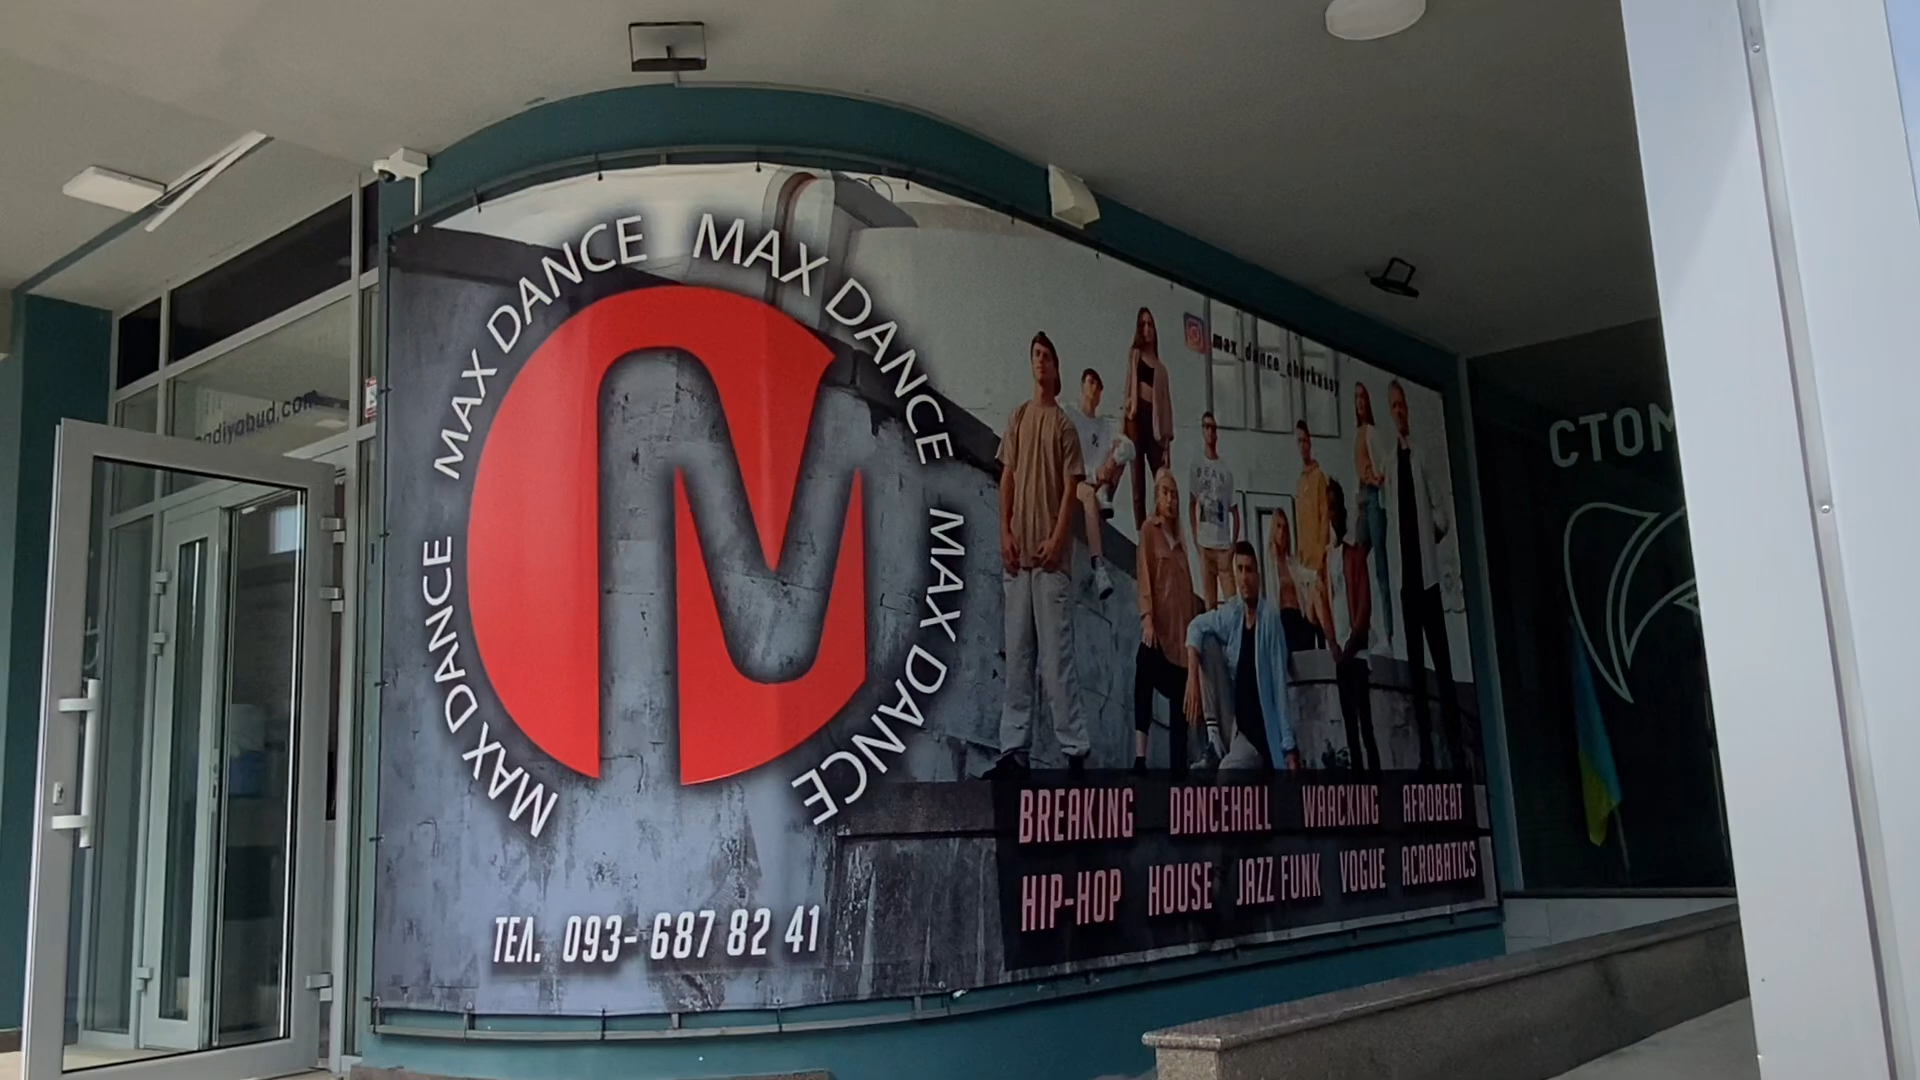 MAX DANCE MAX DANCE MAX DANCE MAX DANCE
max_dance_cherkassy
BREAKING DANCEHALL WAACKING AFROBEAT
HIP-HOP HOUSE JAZZ FUNK VOGUE ACROBATICS
ТЕЛ. 093- 687 82 41
СТОМ